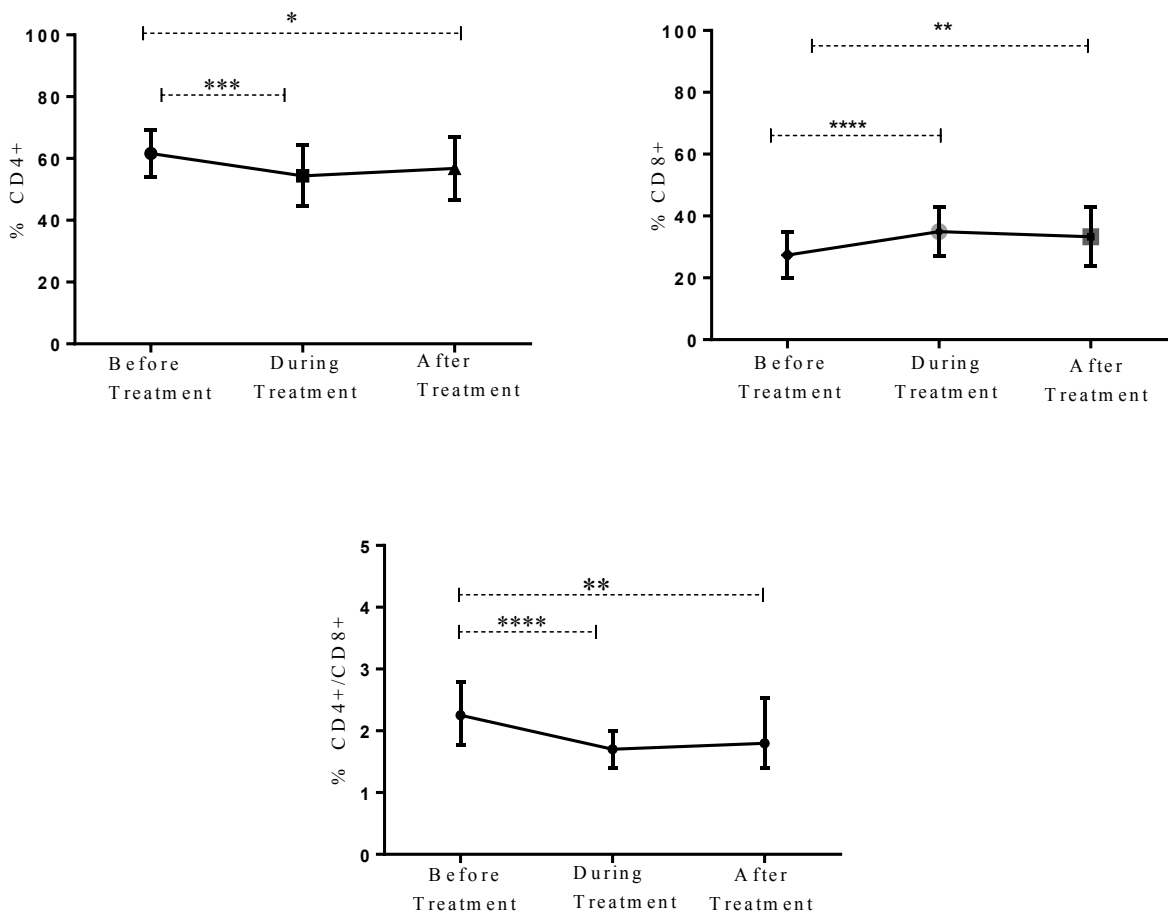 *
***
100
80
60
40
20
0
% CD4+
Before Treatment
During Treatment
After Treatment
**
****
100
80
60
40
20
0
% CD8+
Before Treatment
During Treatment
After Treatment
**
****
5
4
3
2
1
0
% CD4+/CD8+
Before Treatment
During Treatment
After Treatment